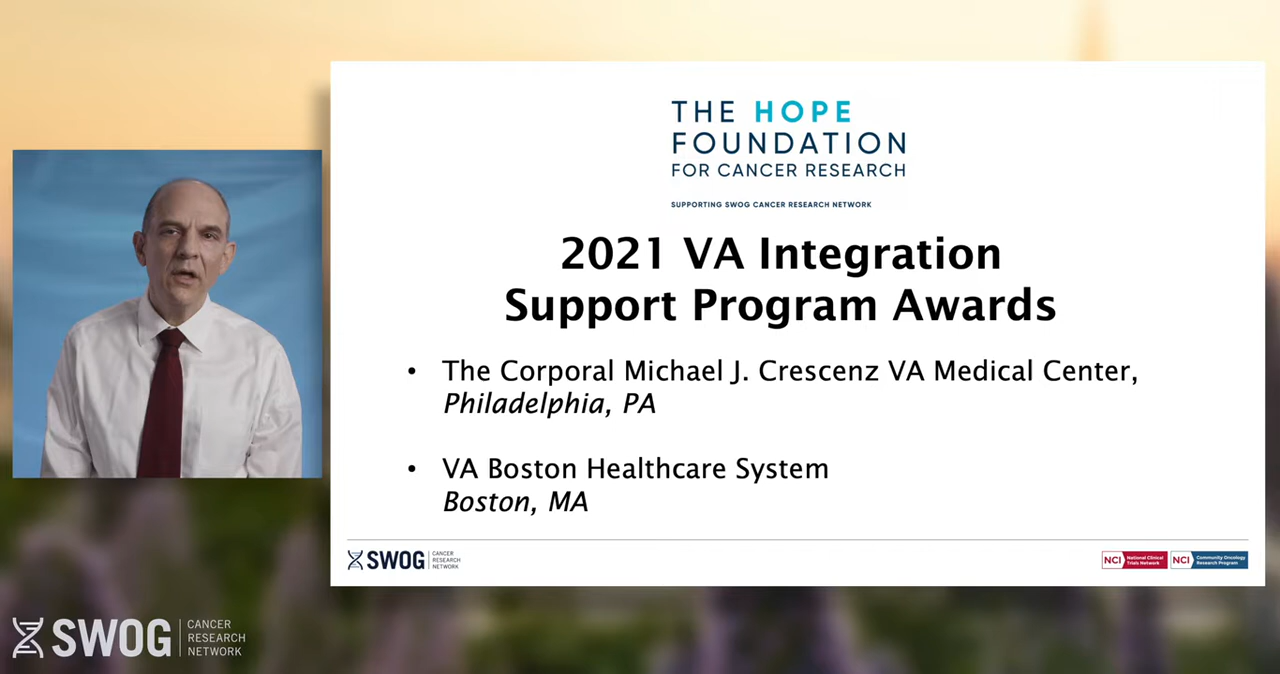 THE HOPE
FOUNDATION
FOR CANCER RESEARCH
SUPPORTING SWOG CANCER RESEARCH NETWORK
2021 VA Integration
Support Program Awards
• The Corporal Michael J. Crescenz VA Medical Center,
Philadelphia, PA
• VA Boston Healthcare System
Boston, MA
SWOG
CANCER
RESEARCH
NETWORK
NCI
National Clinical
Trials Network
NCI
Community Oncology
Research Program
SWOG
CANCER
RESEARCH
NETWORK